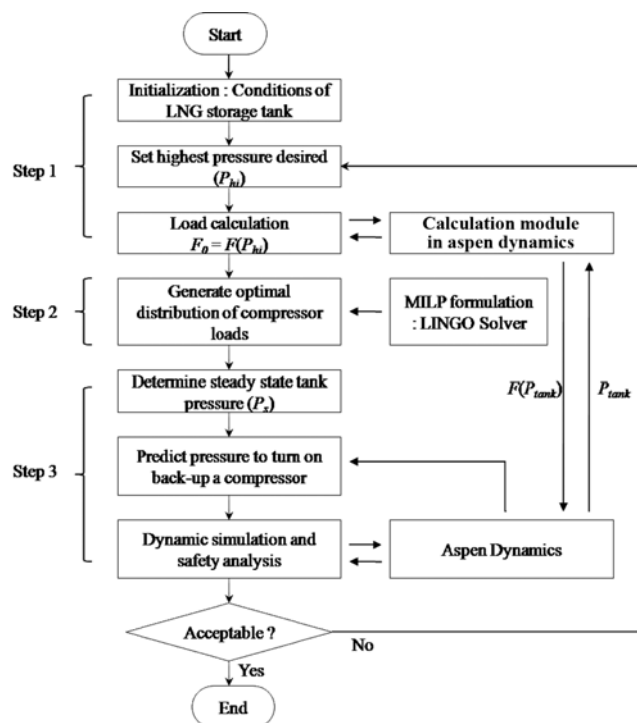 Start
Initialization : Conditions of
LNG storage tank
Step 1
Set highest pressure desired
(P_hi)
Load calculation
F_0 = F(P_hi)
Calculation module
in aspen dynamics
Step 2
Generate optimal
distribution of compressor
loads
MILP formulation
: LINGO Solver
Determine steady state tank
pressure (P_s)
F(P_tank)
P_tank
Step 3
Predict pressure to turn on
back-up a compressor
Dynamic simulation and
safety analysis
Aspen Dynamics
Acceptable ?
No
Yes
End